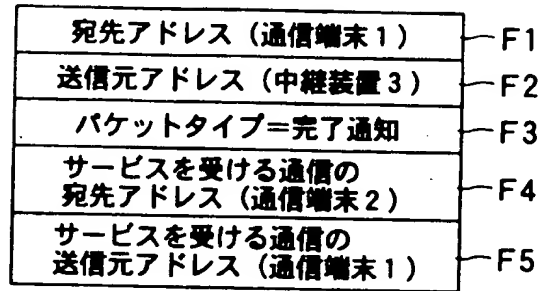 宛先アドレス（通信端末1） F1
送信元アドレス（中継装置3） F2
パケットタイプ＝完了通知 F3
サービスを受ける通信の
宛先アドレス（通信端末2） F4
サービスを受ける通信の
送信元アドレス（通信端末1） F5